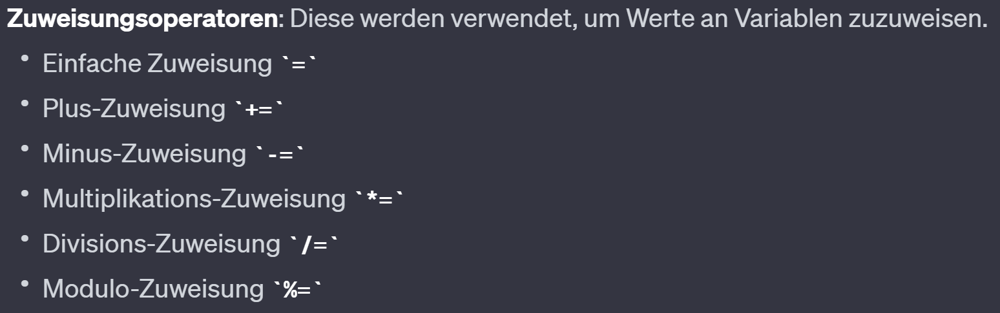 Zuweisungsoperatoren: Diese werden verwendet, um Werte an Variablen zuzuweisen.
• Einfache Zuweisung `=`
• Plus-Zuweisung `+=`
• Minus-Zuweisung `-=`
• Multiplikations-Zuweisung `*=`
• Divisions-Zuweisung `/=`
• Modulo-Zuweisung `%=`